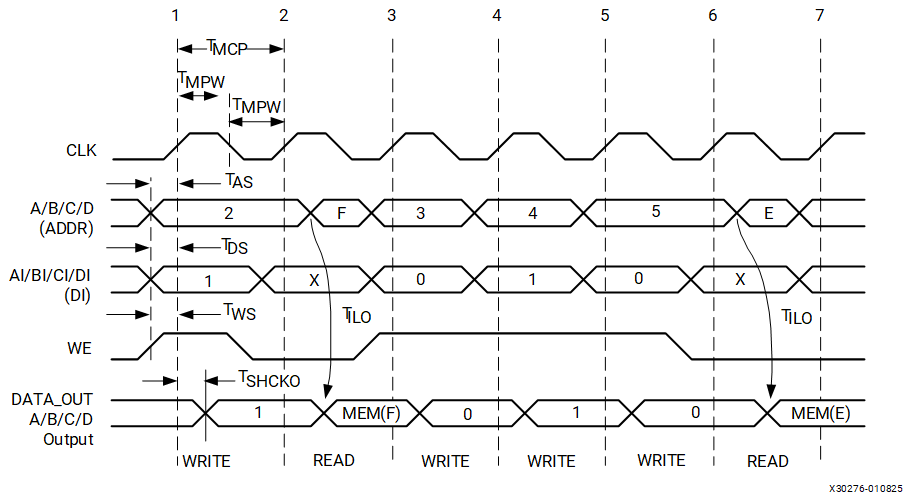 1 2 3 4 5 6 7
TMCP
TMPW
TMPW
CLK
TAS
A/B/C/D
(ADDR)
2 F 3 4 5 E
TDS
AI/BI/CI/DI
(DI)
1 X 0 1 0 X
TWS
TILO
TILO
WE
TSHCKO
DATA_OUT
A/B/C/D
Output
1 MEM(F) 0 1 0 MEM(E)
WRITE READ WRITE WRITE WRITE READ
X30276-010825